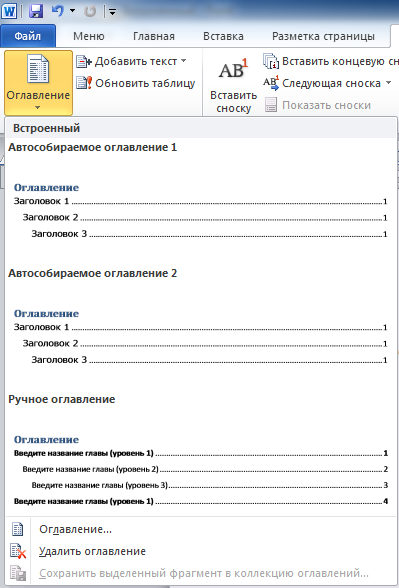 Файл Меню Главная Вставка Разметка страницы
Оглавление
Добавить текст
Обновить таблицу
AB¹
Вставить сноску
Вставить концевую с
AB¹ Следующая сноска
Показать сноски
Встроенный
Автособираемое оглавление 1
Оглавление
Заголовок 1 1
Заголовок 2 1
Заголовок 3 1
Автособираемое оглавление 2
Оглавление
Заголовок 1 1
Заголовок 2 1
Заголовок 3 1
Ручное оглавление
Оглавление
Введите название главы (уровень 1) 1
Введите название главы (уровень 2) 2
Введите название главы (уровень 3) 3
Введите название главы (уровень 1) 4
Оглавление...
Удалить оглавление
Сохранить выделенный фрагмент в коллекцию оглавлений...